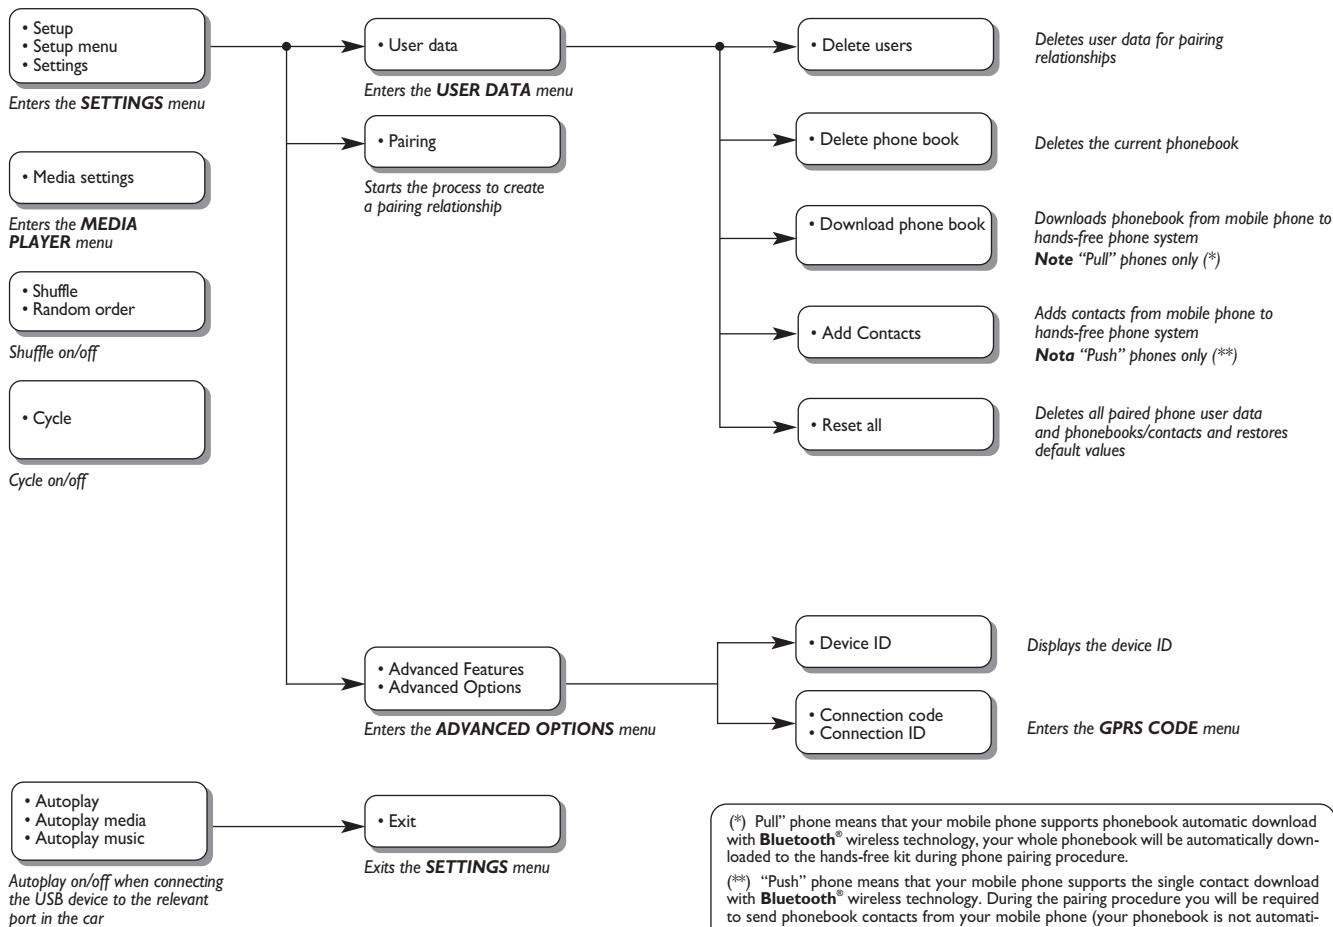 • Setup
• Setup menu
• Settings
Enters the SETTINGS menu
• Media settings
Enters the MEDIA
PLAYER menu
• Shuffle
• Random order
Shuffle on/off
• Cycle
Cycle on/off
• User data
Enters the USER DATA menu
• Pairing
Starts the process to create
a pairing relationship
• Delete users
Deletes user data for pairing
relationships
• Delete phone book
Deletes the current phonebook
• Download phone book
Downloads phonebook from mobile phone to
hands-free phone system
Note “Pull” phones only (*)
• Add Contacts
Adds contacts from mobile phone to
hands-free phone system
Nota “Push” phones only (**)
• Reset all
Deletes all paired phone user data
and phonebooks/contacts and restores
default values
• Advanced Features
• Advanced Options
Enters the ADVANCED OPTIONS menu
• Device ID
Displays the device ID
• Connection code
• Connection ID
Enters the GPRS CODE menu
• Autoplay
• Autoplay media
• Autoplay music
Autoplay on/off when connecting
the USB device to the relevant
port in the car
• Exit
Exits the SETTINGS menu
(*) Pull” phone means that your mobile phone supports phonebook automatic download
with Bluetooth® wireless technology, your whole phonebook will be automatically down-
loaded to the hands-free kit during phone pairing procedure.
(**) “Push” phone means that your mobile phone supports the single contact download
with Bluetooth® wireless technology. During the pairing procedure you will be required
to send phonebook contacts from your mobile phone (your phonebook is not automati-